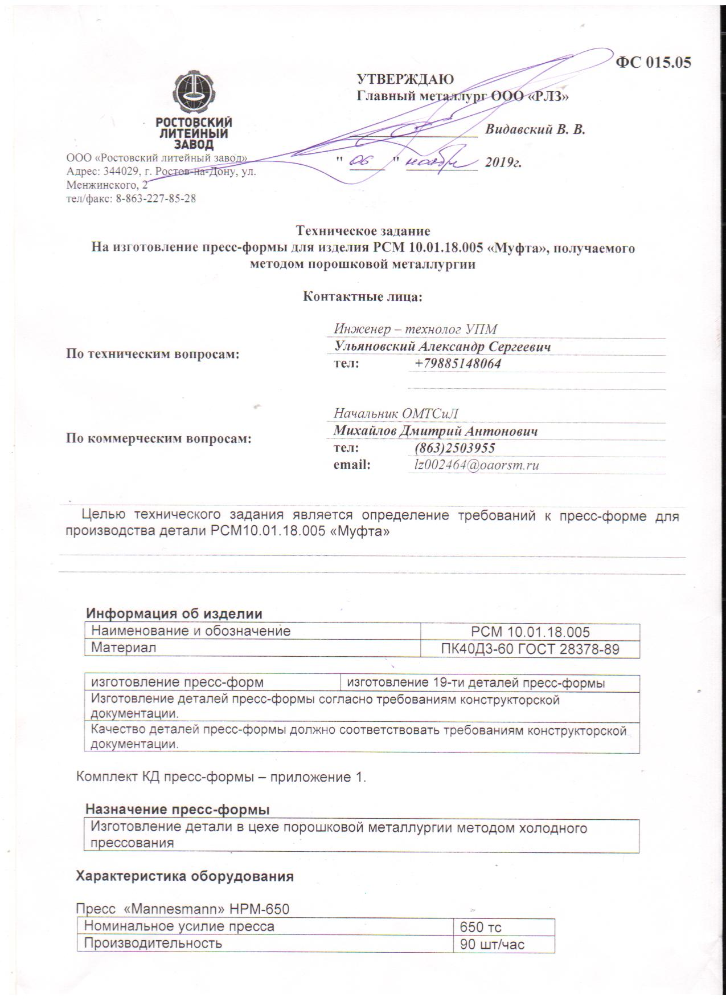 ФС 015.05
УТВЕРЖДАЮ
Главный металлург ООО «РЛЗ»
РОСТОВСКИЙ
ЛИТЕЙНЫЙ
ЗАВОД
Видавский В. В.
" 06 " ноября 2019г.
ООО «Ростовский литейный завод»
Адрес: 344029, г. Ростов-на-Дону, ул.
Менжинского, 2
тел/факс: 8-863-227-85-28
Техническое задание
На изготовление пресс-формы для изделия РСМ 10.01.18.005 «Муфта», получаемого
методом порошковой металлургии
Контактные лица:
По техническим вопросам:
Инженер – технолог УПМ
Ульяновский Александр Сергеевич
тел: +79885148064
По коммерческим вопросам:
Начальник ОМТСиЛ
Михайлов Дмитрий Антонович
тел: (863)2503955
email: lz002464@oaorsm.ru
Целью технического задания является определение требований к пресс-форме для
производства детали РСМ10.01.18.005 «Муфта»
Информация об изделии
Наименование и обозначение РСМ 10.01.18.005
Материал ПК40Д3-60 ГОСТ 28378-89
изготовление пресс-форм изготовление 19-ти деталей пресс-формы
Изготовление деталей пресс-формы согласно требованиям конструкторской
документации.
Качество деталей пресс-формы должно соответствовать требованиям конструкторской
документации.
Комплект КД пресс-формы – приложение 1.
Назначение пресс-формы
Изготовление детали в цехе порошковой металлургии методом холодного
прессования
Характеристика оборудования
Пресс «Mannesmann» НРМ-650
Номинальное усилие пресса 650 тс
Производительность 90 шт/час